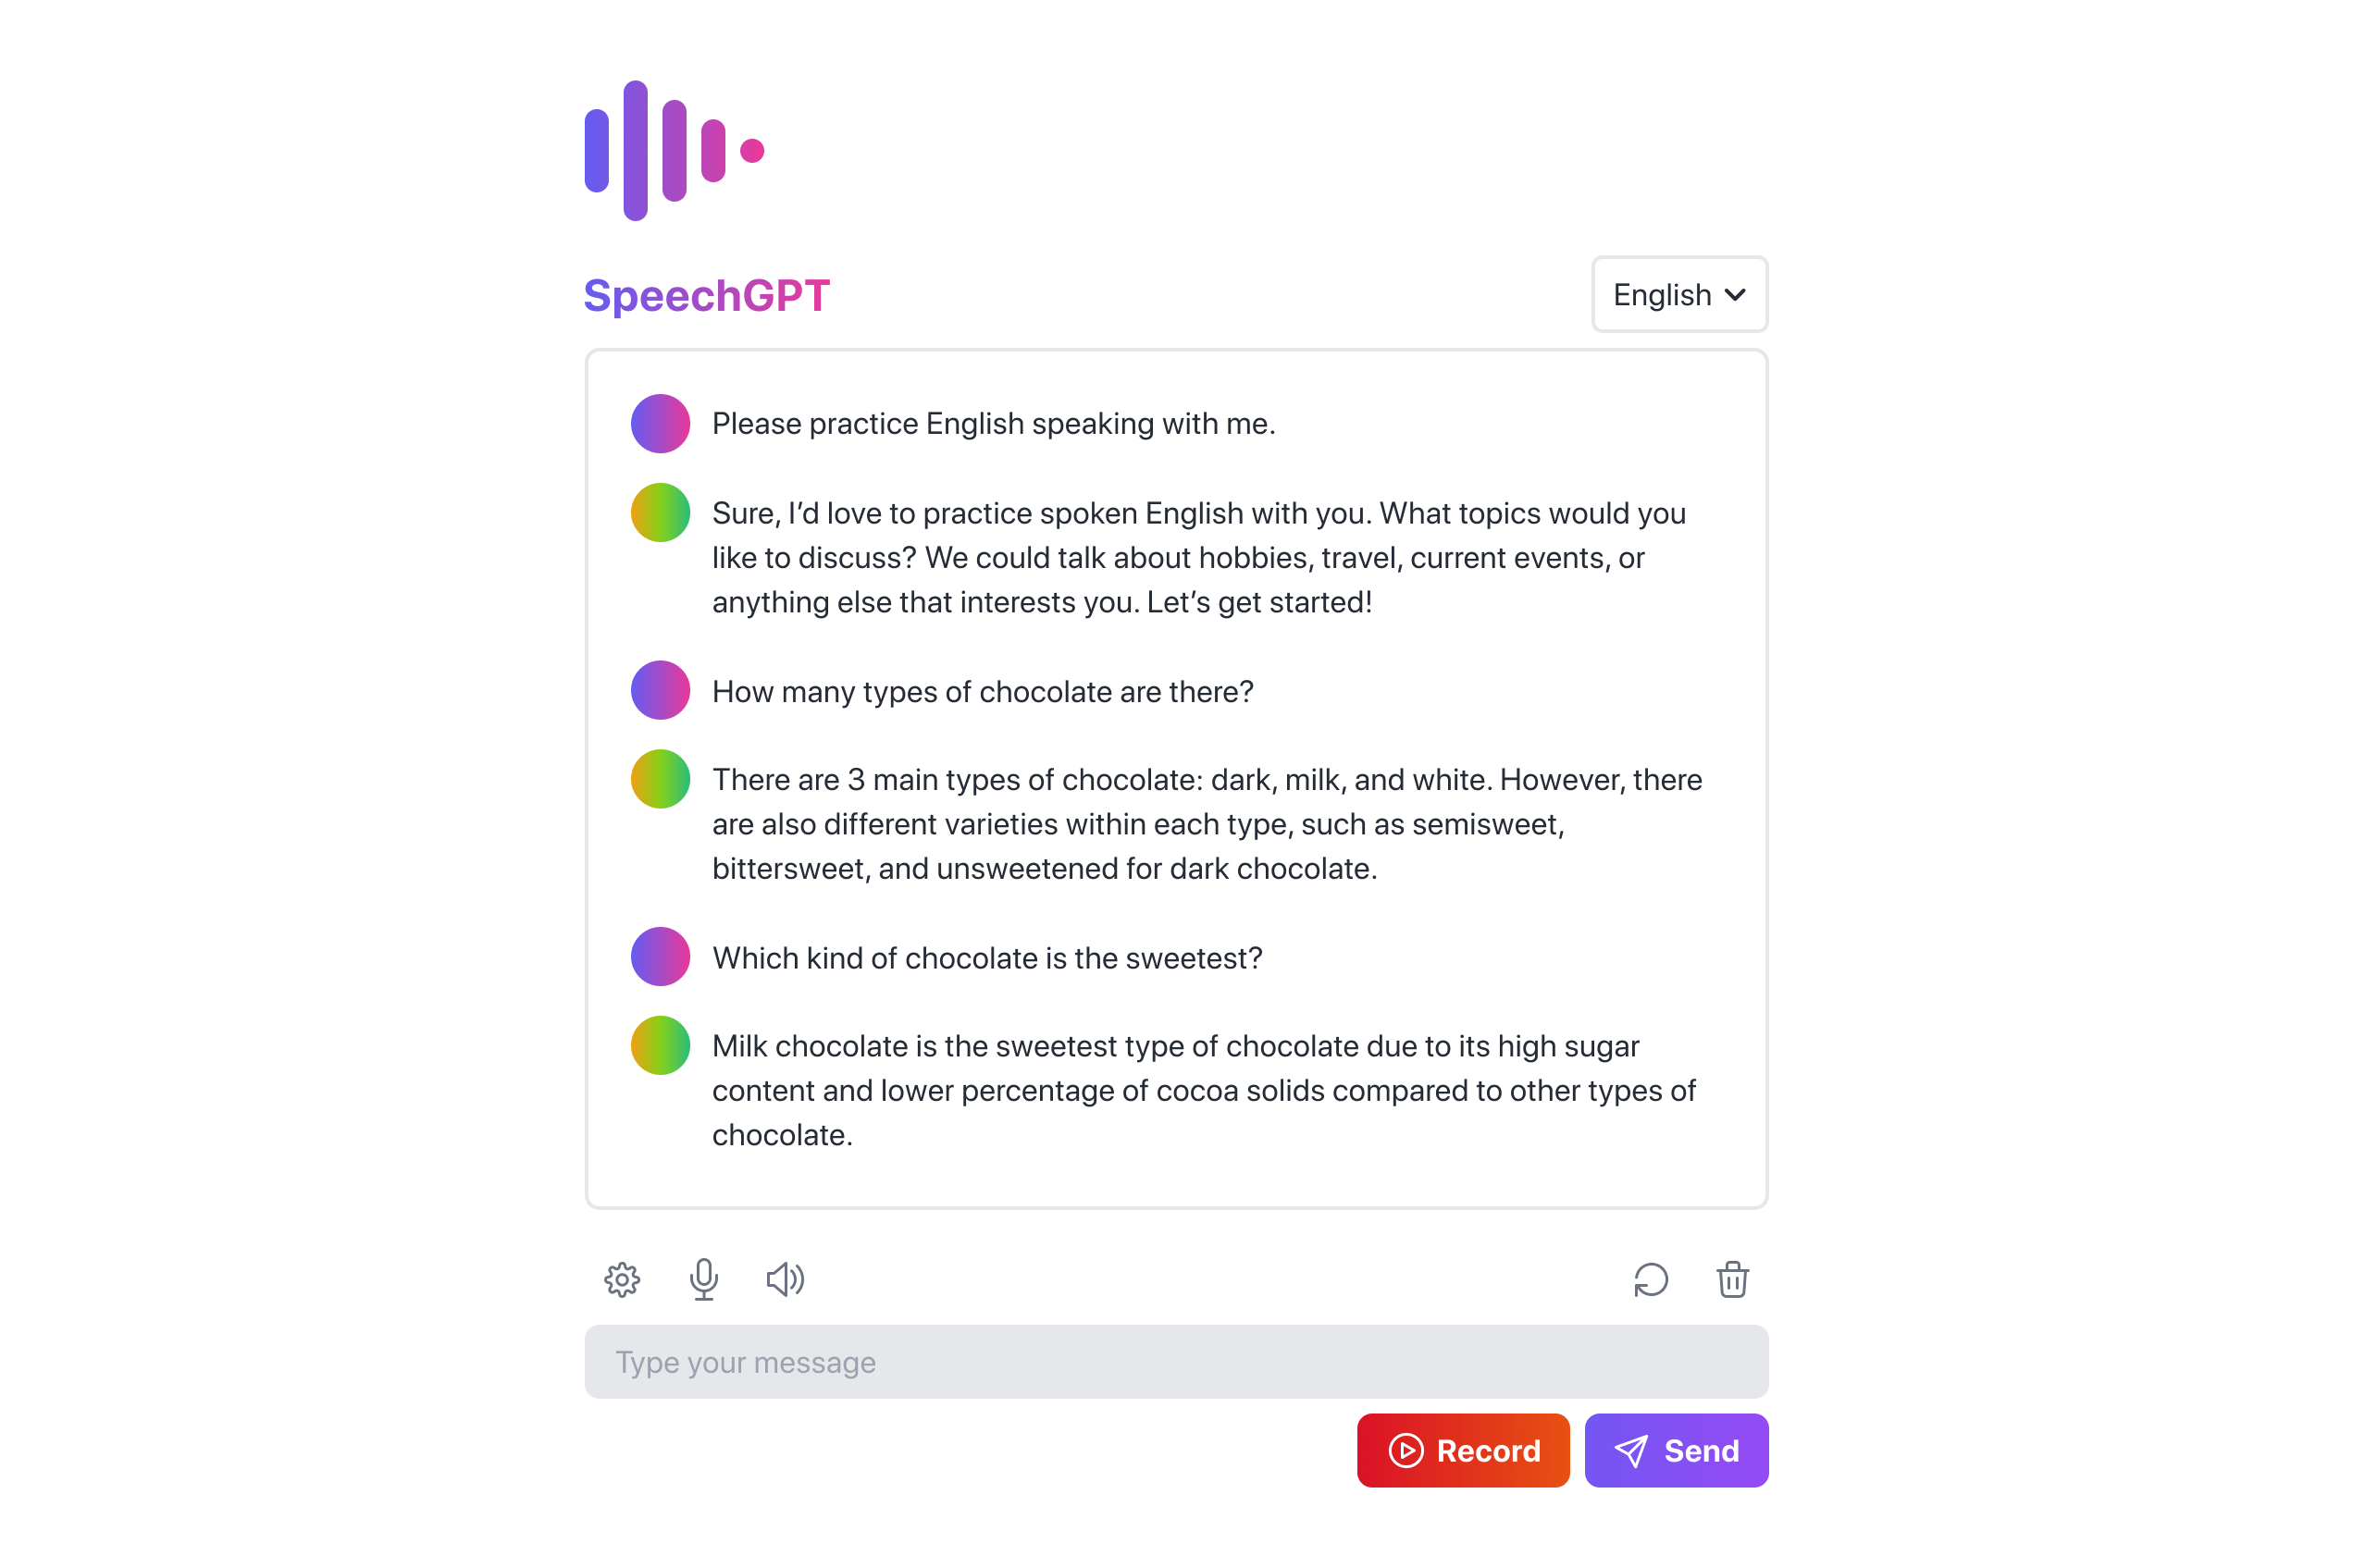 SpeechGPT
English
Please practice English speaking with me.
Sure, I’d love to practice spoken English with you. What topics would you
like to discuss? We could talk about hobbies, travel, current events, or
anything else that interests you. Let’s get started!
How many types of chocolate are there?
There are 3 main types of chocolate: dark, milk, and white. However, there
are also different varieties within each type, such as semisweet,
bittersweet, and unsweetened for dark chocolate.
Which kind of chocolate is the sweetest?
Milk chocolate is the sweetest type of chocolate due to its high sugar
content and lower percentage of cocoa solids compared to other types of
chocolate.
Type your message
Record
Send